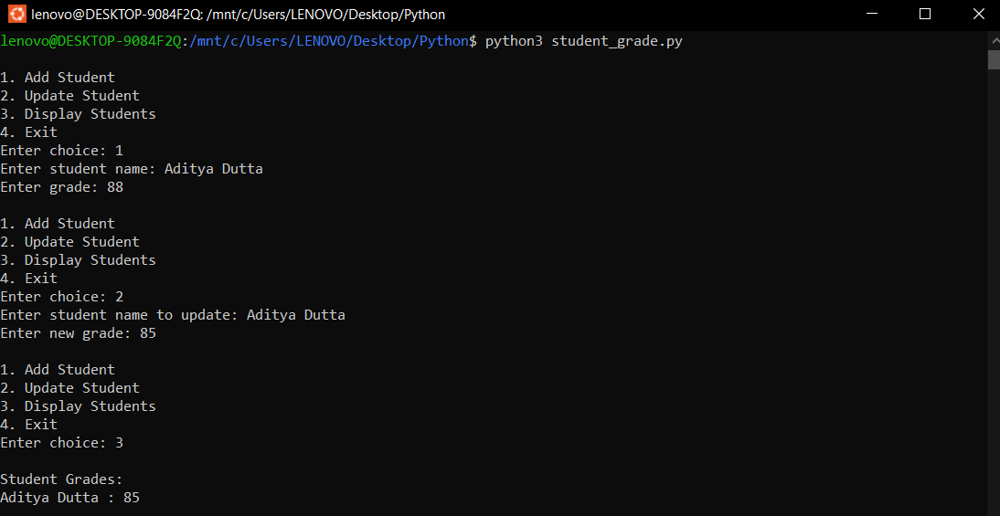 lenovo@DESKTOP-9084F2Q: /mnt/c/Users/LENOVO/Desktop/Python
lenovo@DESKTOP-9084F2Q:/mnt/c/Users/LENOVO/Desktop/Python$ python3 student_grade.py
1. Add Student
2. Update Student
3. Display Students
4. Exit
Enter choice: 1
Enter student name: Aditya Dutta
Enter grade: 88
1. Add Student
2. Update Student
3. Display Students
4. Exit
Enter choice: 2
Enter student name to update: Aditya Dutta
Enter new grade: 85
1. Add Student
2. Update Student
3. Display Students
4. Exit
Enter choice: 3
Student Grades:
Aditya Dutta : 85